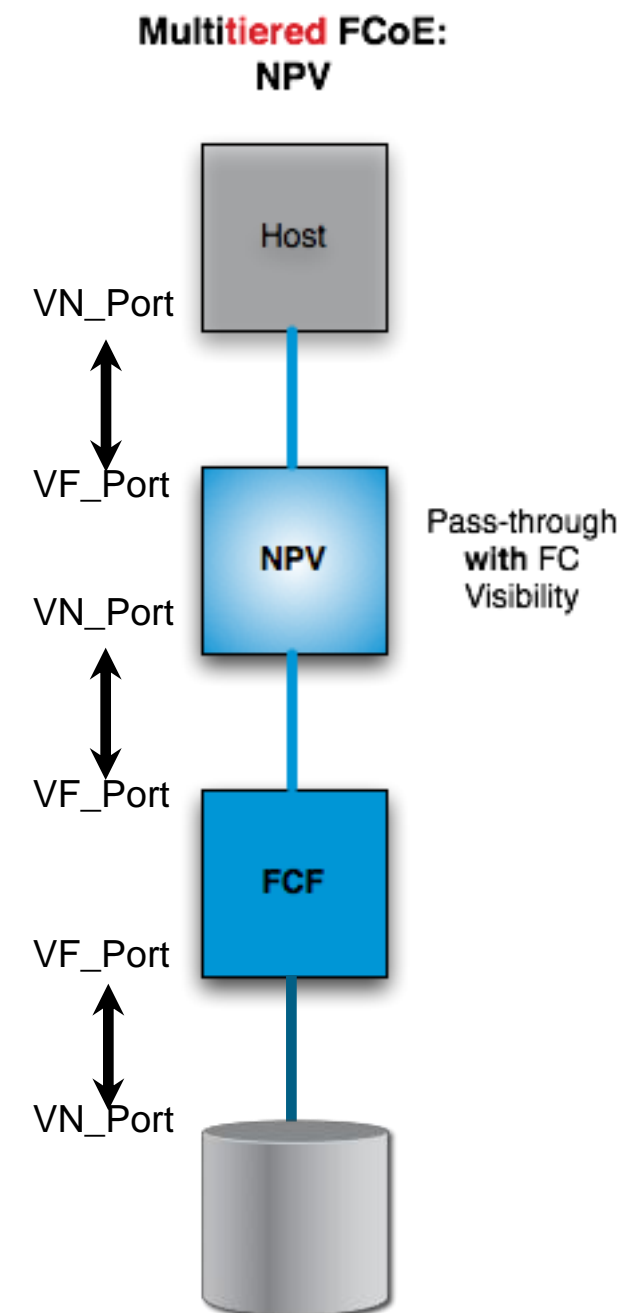 Multitiered FCoE:
NPV
Host
VN_Port
VF_Port
NPV
Pass-through
with FC
Visibility
VN_Port
VF_Port
FCF
VF_Port
VN_Port